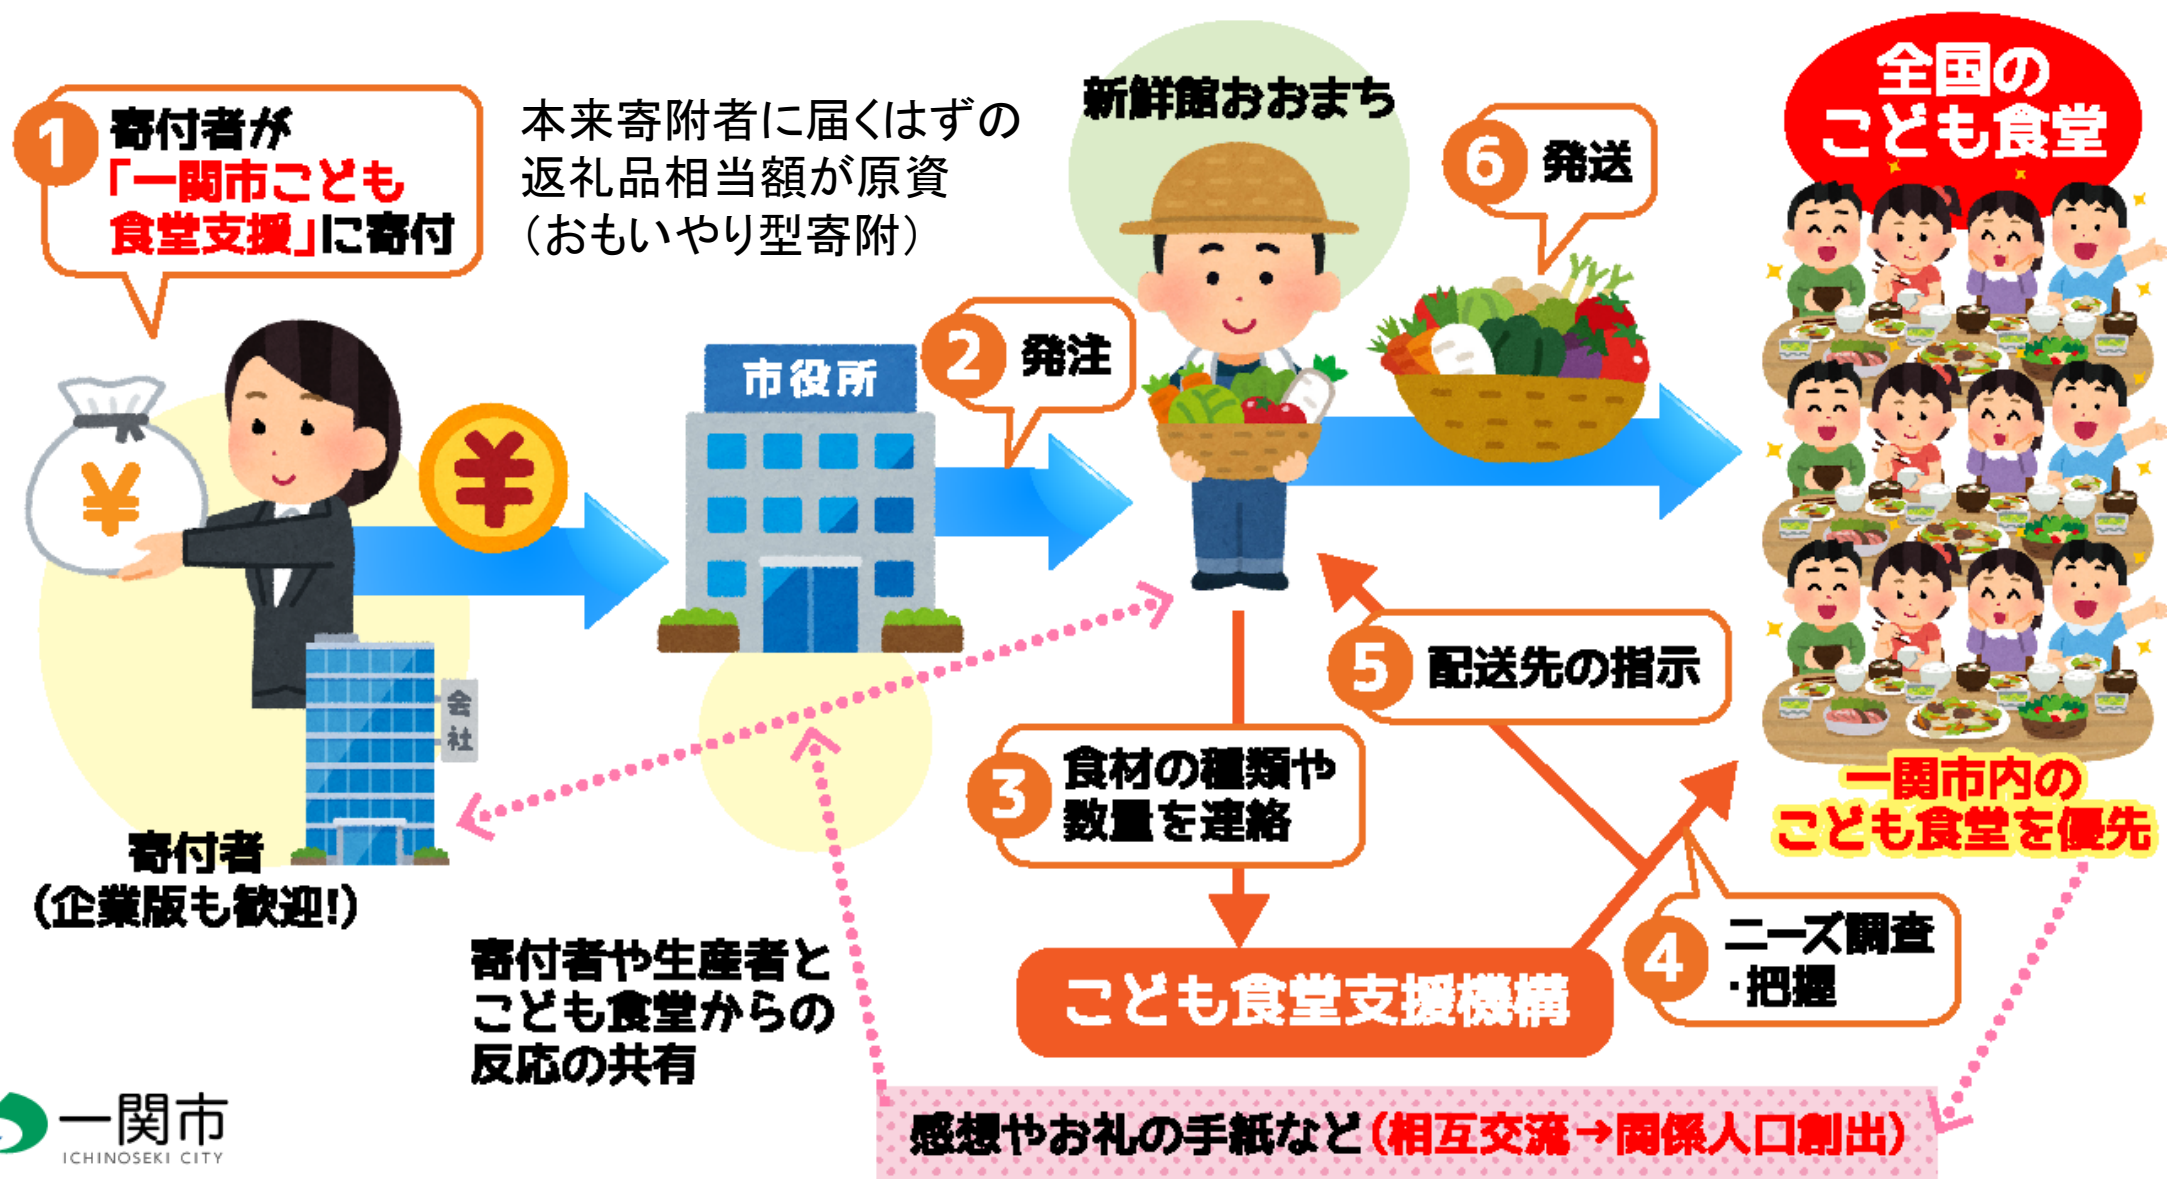 1 寄付者が
「一関市こども
食堂支援」に寄付
本来寄附者に届くはずの
返礼品相当額が原資
（おもいやり型寄附）
新鮮館おおまち
6 発送
全国の
こども食堂
2 発注
市役所
¥
¥
会社
寄付者
(企業版も歓迎!)
5 配送先の指示
3 食材の種類や
数量を連絡
一関市内の
こども食堂を優先
4 ニーズ調査
・把握
こども食堂支援機構
寄付者や生産者と
こども食堂からの
反応の共有
感想やお礼の手紙など(相互交流→関係人口創出)
一関市
ICHINOSEKI CITY